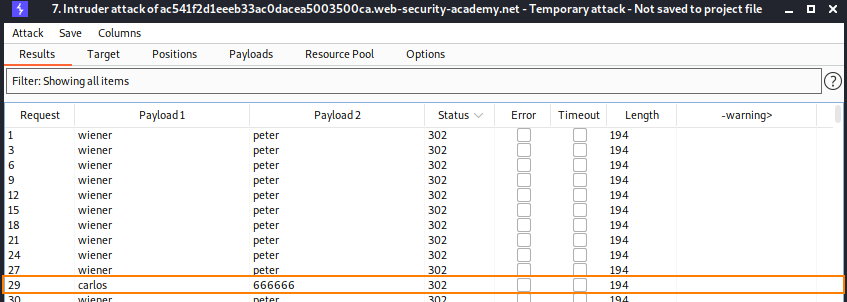 7. Intruder attack of ac541f2d1eeeb33ac0dacea5003500ca.web-security-academy.net - Temporary attack - Not saved to project file
Attack Save Columns
Results Target Positions Payloads Resource Pool Options
Filter: Showing all items ?
Request Payload 1 Payload 2 Status Error Timeout Length -warning>
1 wiener peter 302 194
3 wiener peter 302 194
6 wiener peter 302 194
9 wiener peter 302 194
12 wiener peter 302 194
15 wiener peter 302 194
18 wiener peter 302 194
21 wiener peter 302 194
24 wiener peter 302 194
27 wiener peter 302 194
29 carlos 666666 302 194
30 wiener peter 302 194